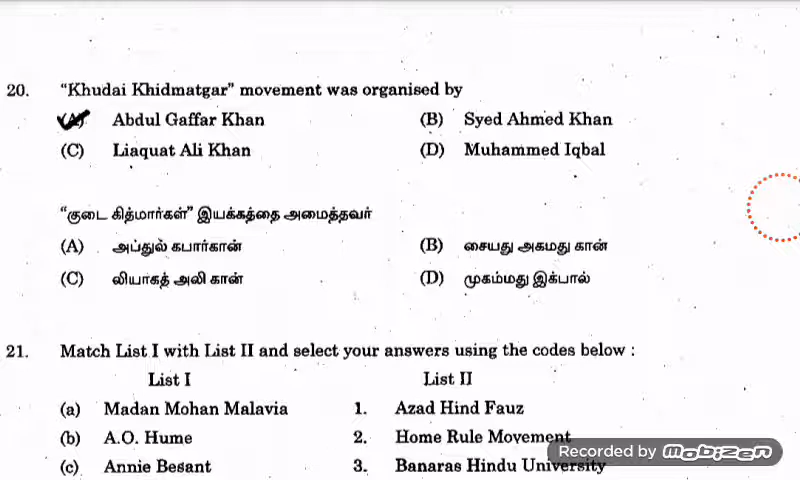 20. "Khudai Khidmatgar" movement was organised by
(A) Abdul Gaffar Khan (B) Syed Ahmed Khan
(C) Liaquat Ali Khan (D) Muhammed Iqbal
"குடை கித்மார்கள்" இயக்கத்தை அமைத்தவர்
(A) அப்துல் கபார்கான் (B) சையது அகமது கான்
(C) லியாகத் அலி கான் (D) முகம்மது இக்பால்
21. Match List I with List II and select your answers using the codes below :
List I List II
(a) Madan Mohan Malavia 1. Azad Hind Fauz
(b) A.O. Hume 2. Home Rule Movement
(c) Annie Besant 3. Banaras Hindu University
Recorded by mobizen